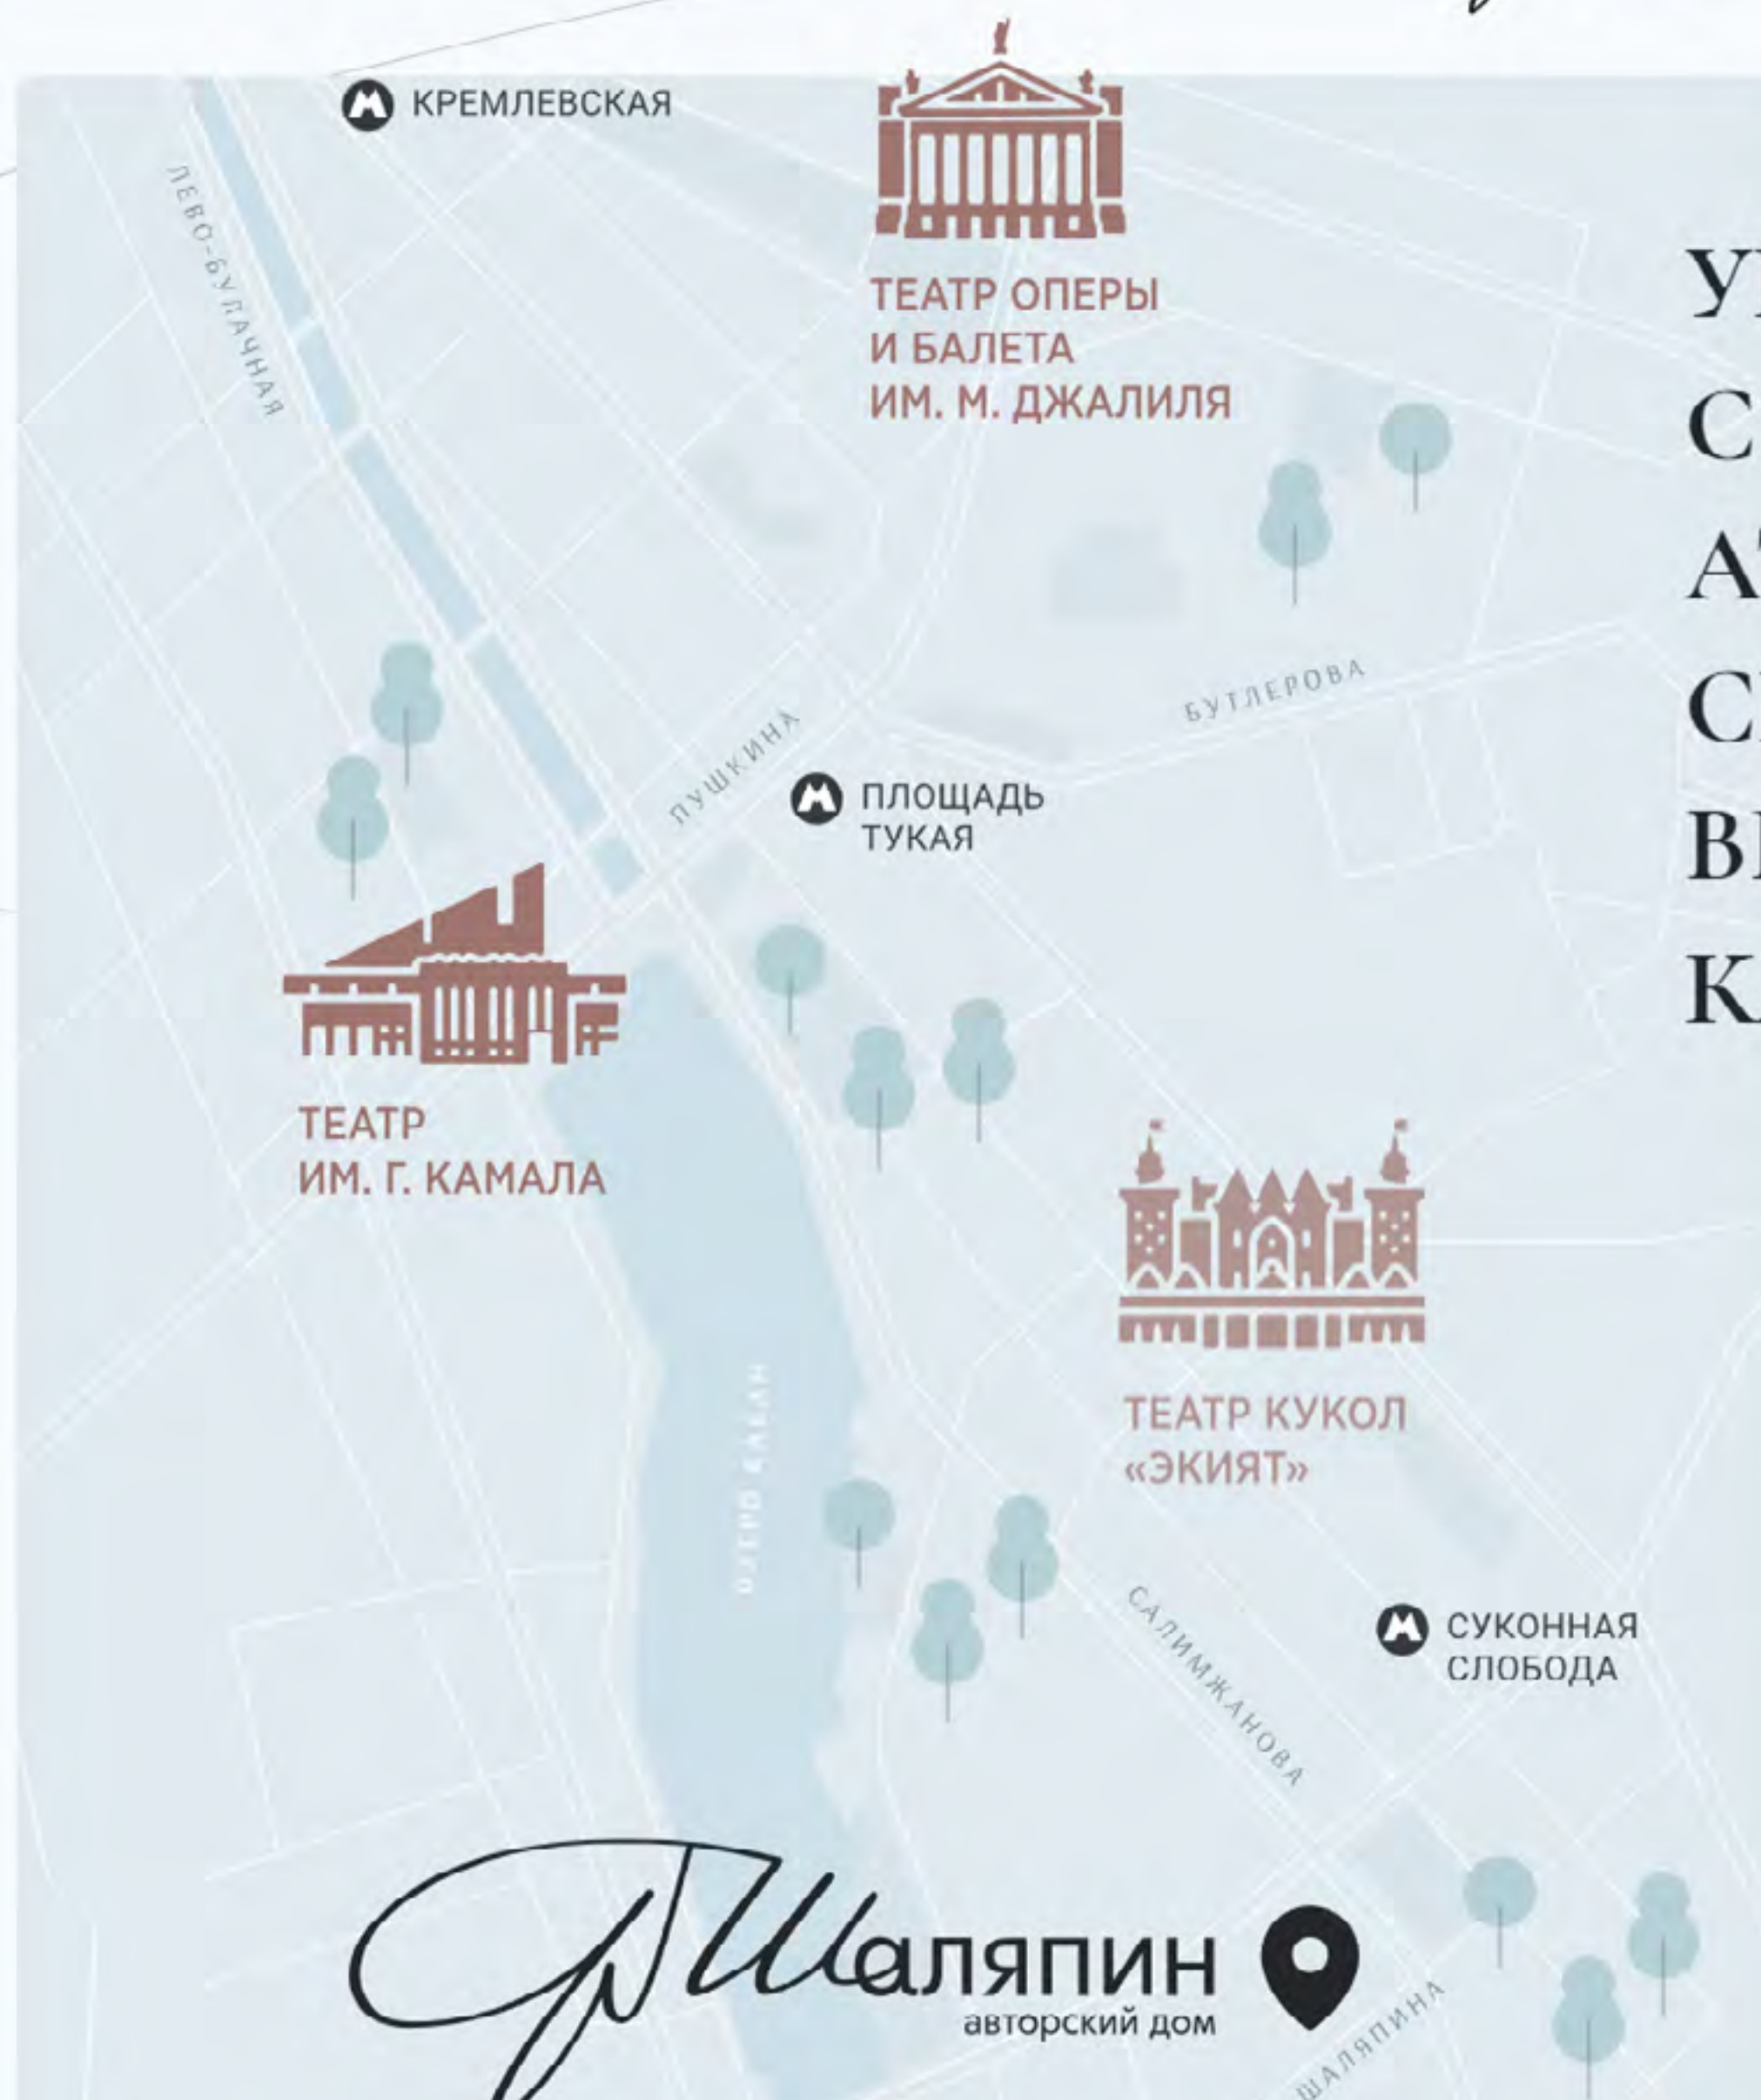 КРЕМЛЕВСКАЯ
ЛЕВО-БУЛАЧНАЯ
ТЕАТР ОПЕРЫ
И БАЛЕТА
ИМ. М. ДЖАЛИЛЯ
БУТЛЕРОВА
ПУШКИНА
ПЛОЩАДЬ
ТУКАЯ
ТЕАТР
ИМ. Г. КАМАЛА
ТЕАТР КУКОЛ
«ЭКИЯТ»
ОЗЕРО КАБАН
САЛИМЖАНОВА
СУКОННАЯ
СЛОБОДА
Шаляпин
авторский дом
ШАЛЯПИНА